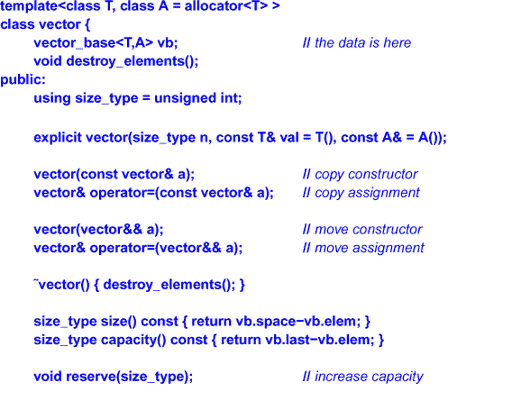 template<class T, class A = allocator<T> >
class vector {
vector_base<T,A> vb; // the data is here
void destroy_elements();
public:
using size_type = unsigned int;
explicit vector(size_type n, const T& val = T(), const A& = A());
vector(const vector& a); // copy constructor
vector& operator=(const vector& a); // copy assignment
vector(vector&& a); // move constructor
vector& operator=(vector&& a); // move assignment
˜vector() { destroy_elements(); }
size_type size() const { return vb.space−vb.elem; }
size_type capacity() const { return vb.last−vb.elem; }
void reserve(size_type); // increase capacity